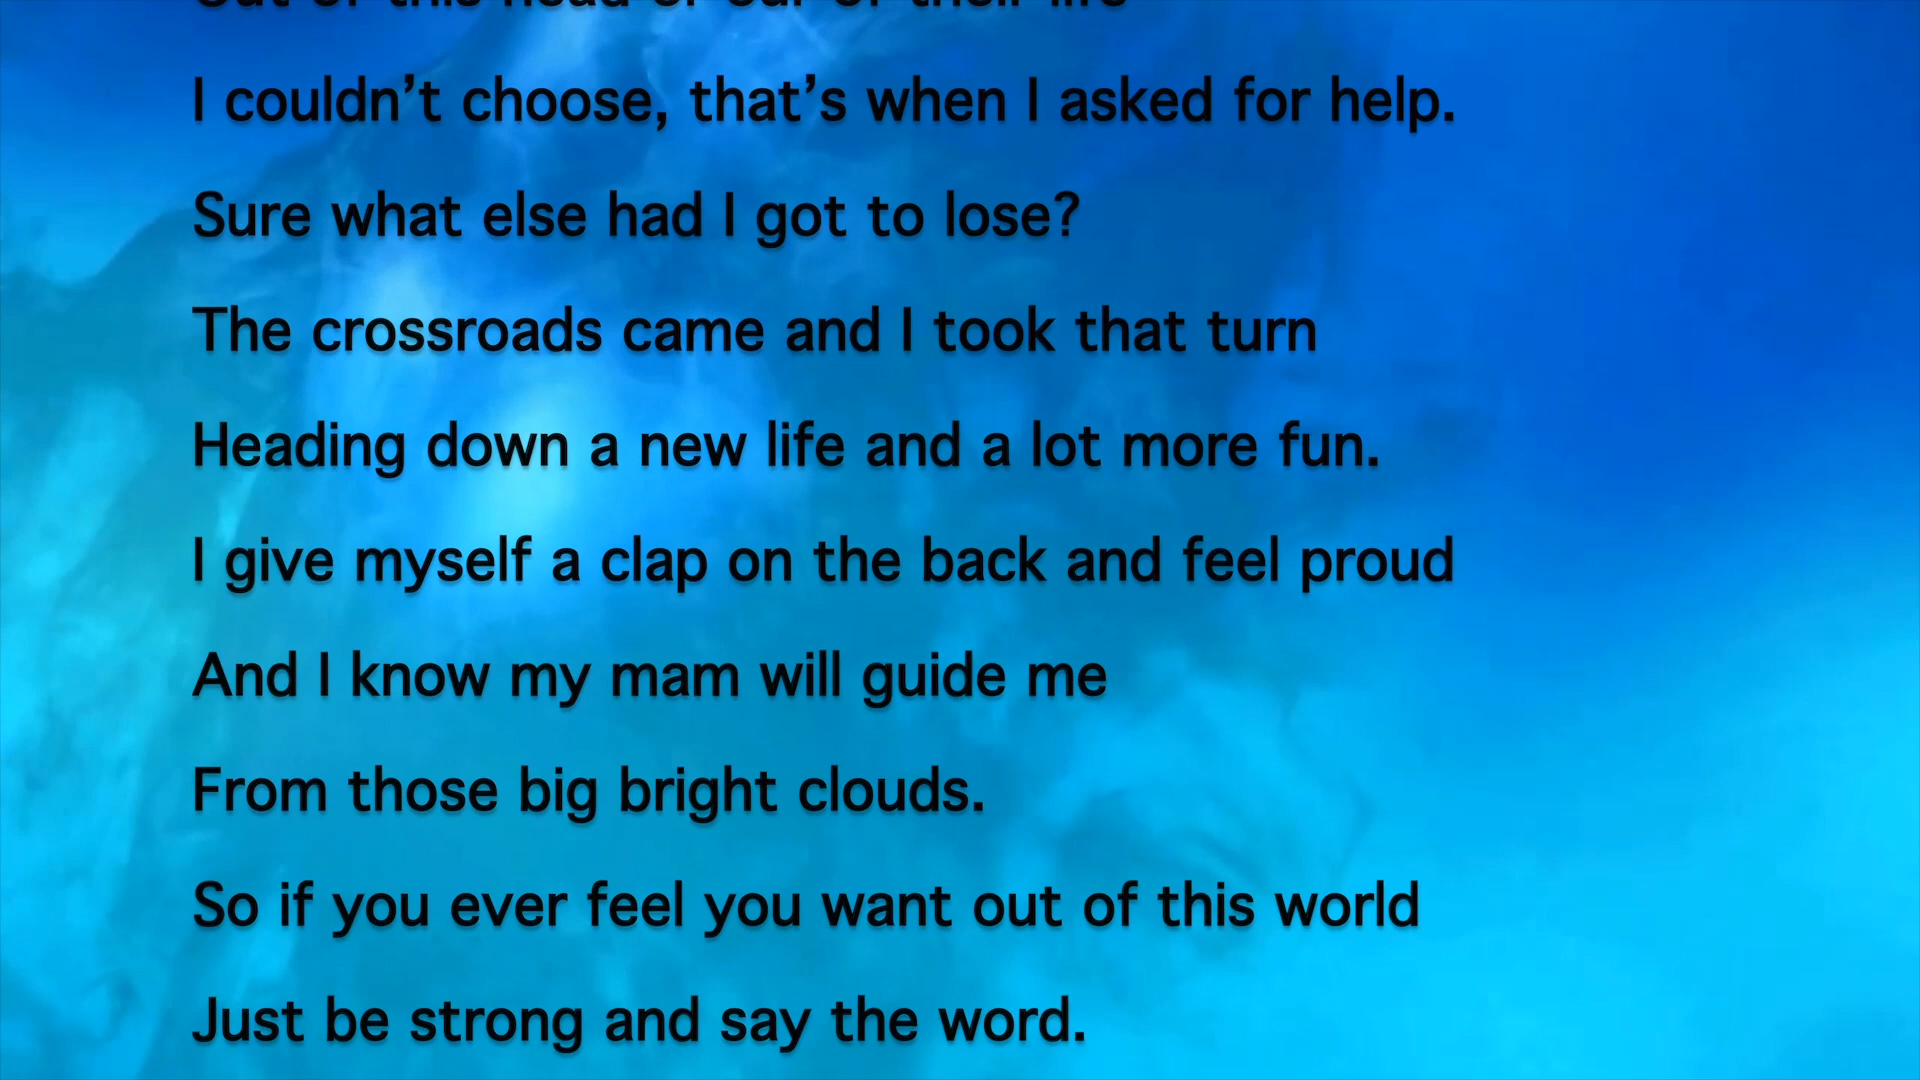 I couldn’t choose, that’s when I asked for help.
Sure what else had I got to lose?
The crossroads came and I took that turn
Heading down a new life and a lot more fun.
I give myself a clap on the back and feel proud
And I know my mam will guide me
From those big bright clouds.
So if you ever feel you want out of this world
Just be strong and say the word.